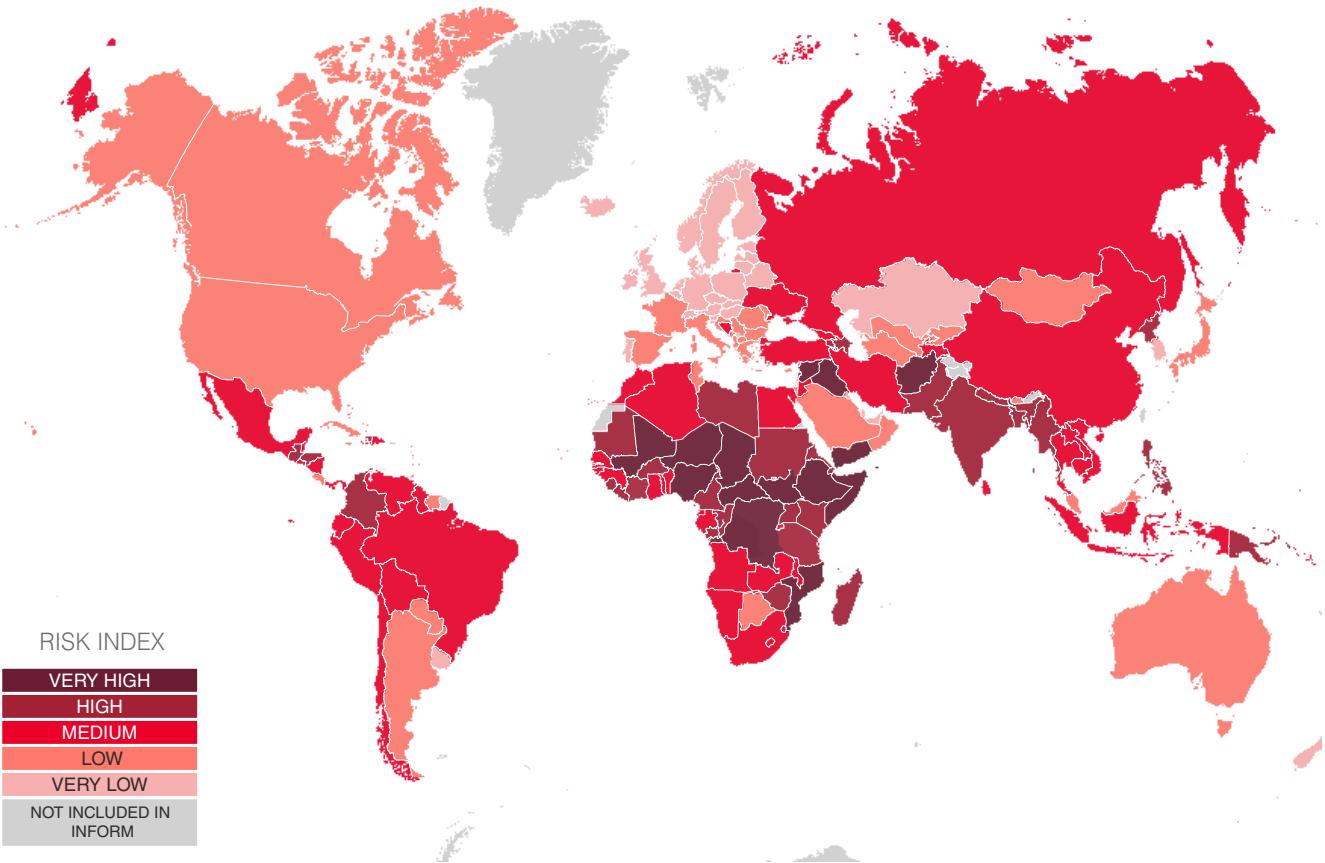 RISK INDEX
VERY HIGH
HIGH
MEDIUM
LOW
VERY LOW
NOT INCLUDED IN
INFORM